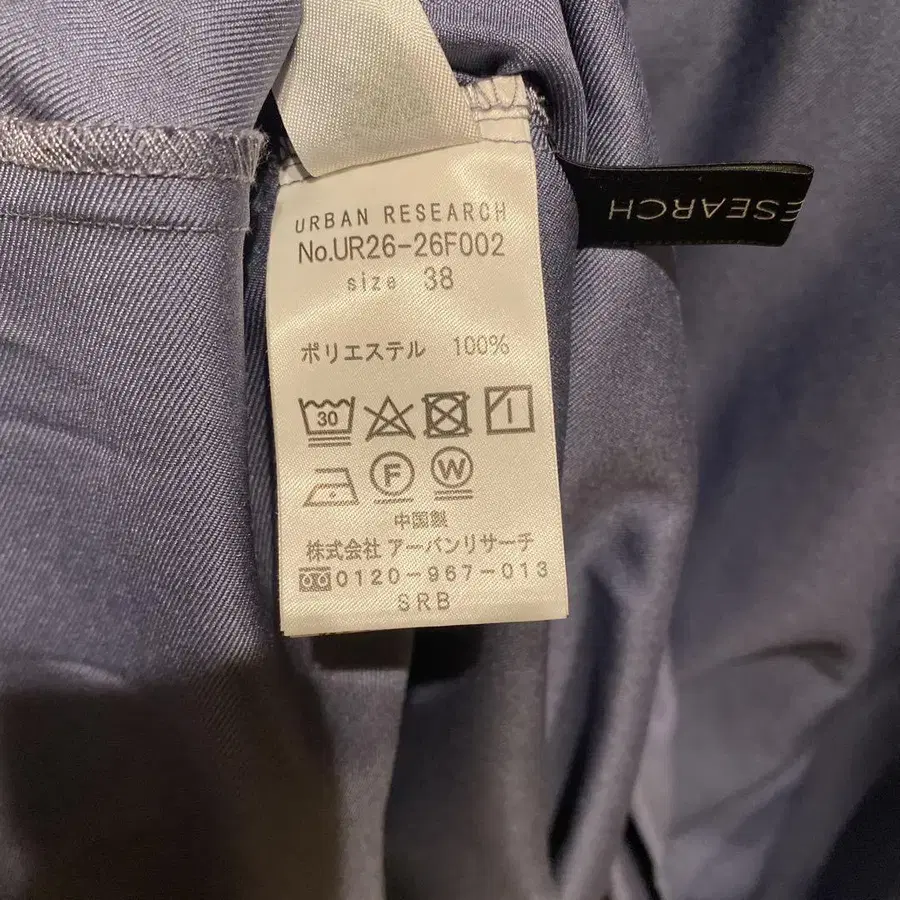 URBAN RESEARCH
No.UR26-26F002
size 38
ポリエステル 100%
30
F W
中国製
株式会社 アーバンリサーチ
0120-967-013
SRB
RESEARCH